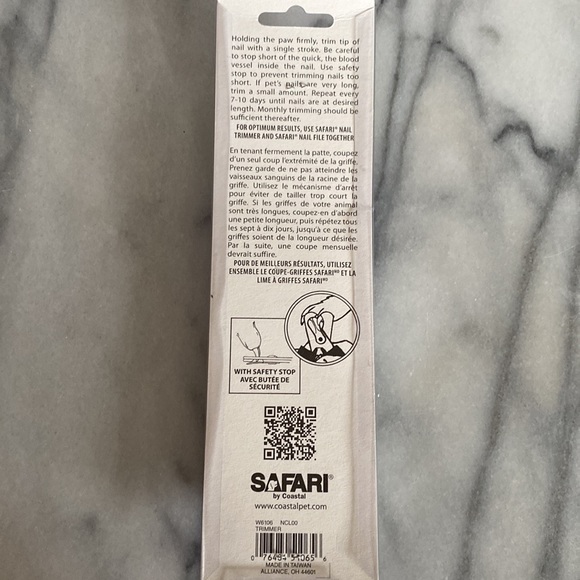 Holding the paw firmly, trim tip of
nail with a single stroke. Be careful
to stop short of the quick, the blood
vessel inside the nail. Use safety
stop to prevent trimming nails too
short. If pet's nails are very long,
trim a small amount. Repeat every
7-10 days until nails are at desired
length. Monthly trimming should be
sufficient thereafter.
FOR OPTIMUM RESULTS, USE SAFARI® NAIL
TRIMMER AND SAFARI® NAIL FILE TOGETHER
En tenant fermement la patte, coupez
d'un seul coup l'extrémité de la griffe.
Prenez garde de ne pas atteindre les
vaisseaux sanguins de la racine de la
griffe. Utilisez le mécanisme d'arrêt
pour éviter de tailler trop court la
griffe. Si les griffes de votre animal
sont très longues, coupez-en d'abord
une petite longueur, puis répétez tous
les sept à dix jours, jusqu'à ce que les
griffes soient de la longueur désirée.
Par la suite, une coupe mensuelle
devrait suffire.
POUR DE MEILLEURS RÉSULTATS, UTILISEZ
ENSEMBLE LE COUPE-GRIFFES SAFARI MD ET LA
LIME À GRIFFES SAFARI MD
WITH SAFETY STOP
AVEC BUTÉE DE
SÉCURITÉ
SAFARI®
by Coastal
www.coastalpet.com
W6106 NCL00
TRIMMER
MADE IN TAIWAN
ALLIANCE, OH 44601